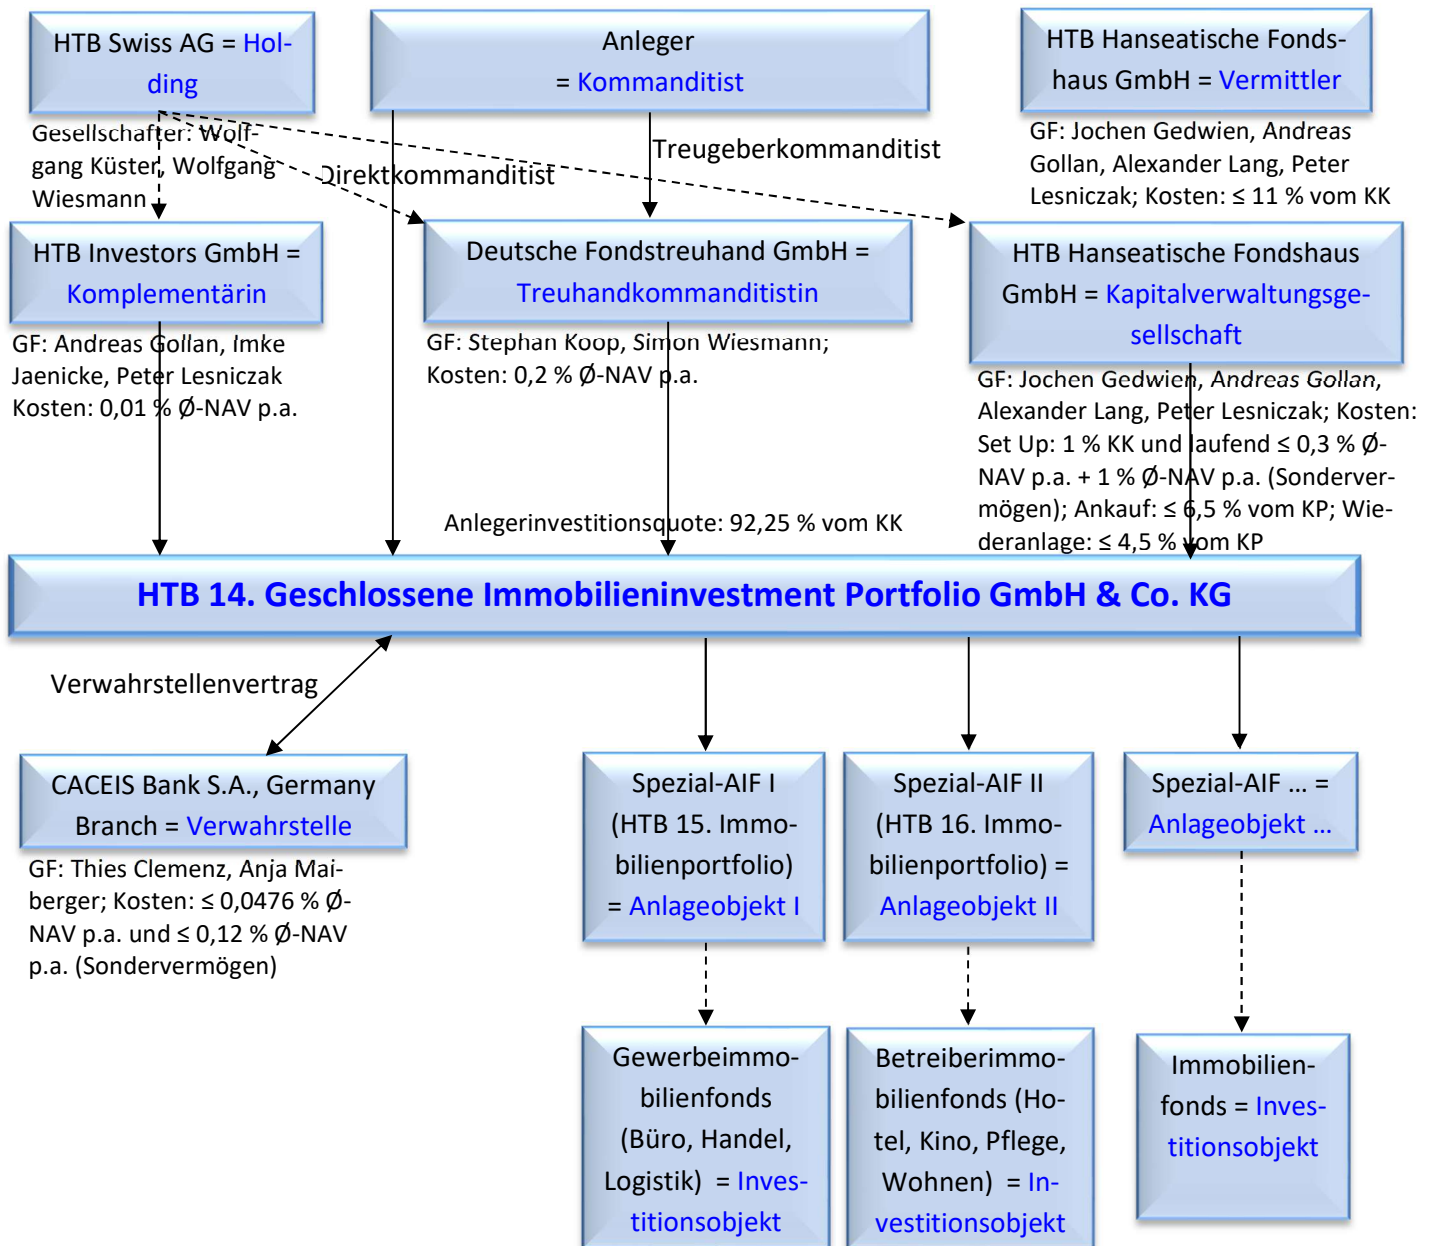 HTB Swiss AG = Hol-
ding
Anleger
= Kommanditist
HTB Hanseatische Fonds-
haus GmbH = Vermittler
Gesellschafter: Wolf-
gang Küster, Wolfgang
Wiesmann
Direktkommanditist
Treugeberkommanditist
GF: Jochen Gedwien, Andreas
Gollan, Alexander Lang, Peter
Lesniczak; Kosten: ≤ 11 % vom KK
HTB Investors GmbH =
Komplementärin
Deutsche Fondstreuhand GmbH =
Treuhandkommanditistin
HTB Hanseatische Fondshaus
GmbH = Kapitalverwaltungsge-
sellschaft
GF: Andreas Gollan, Imke
Jaenicke, Peter Lesniczak
Kosten: 0,01 % Ø-NAV p.a.
GF: Stephan Koop, Simon Wiesmann;
Kosten: 0,2 % Ø-NAV p.a.
GF: Jochen Gedwien, Andreas Gollan,
Alexander Lang, Peter Lesniczak; Kosten:
Set Up: 1 % KK und laufend ≤ 0,3 % Ø-
NAV p.a. + 1 % Ø-NAV p.a. (Sonderver-
mögen); Ankauf: ≤ 6,5 % vom KP; Wie-
deranlage: ≤ 4,5 % vom KP
Anlegerinvestitionsquote: 92,25 % vom KK
HTB 14. Geschlossene Immobilieninvestment Portfolio GmbH & Co. KG
Verwahrstellenvertrag
CACEIS Bank S.A., Germany
Branch = Verwahrstelle
GF: Thies Clemenz, Anja Mai-
berger; Kosten: ≤ 0,0476 % Ø-
NAV p.a. und ≤ 0,12 % Ø-NAV
p.a. (Sondervermögen)
Spezial-AIF I
(HTB 15. Immo-
bilienportfolio)
= Anlageobjekt I
Spezial-AIF II
(HTB 16. Immo-
bilienportfolio) =
Anlageobjekt II
Spezial-AIF … =
Anlageobjekt …
Gewerbeimmo-
bilienfonds
(Büro, Handel,
Logistik) = Inves-
titionsobjekt
Betreiberimmo-
bilienfonds (Ho-
tel, Kino, Pflege,
Wohnen) = In-
vestitionsobjekt
Immobilien-
fonds = Inves-
titionsobjekt